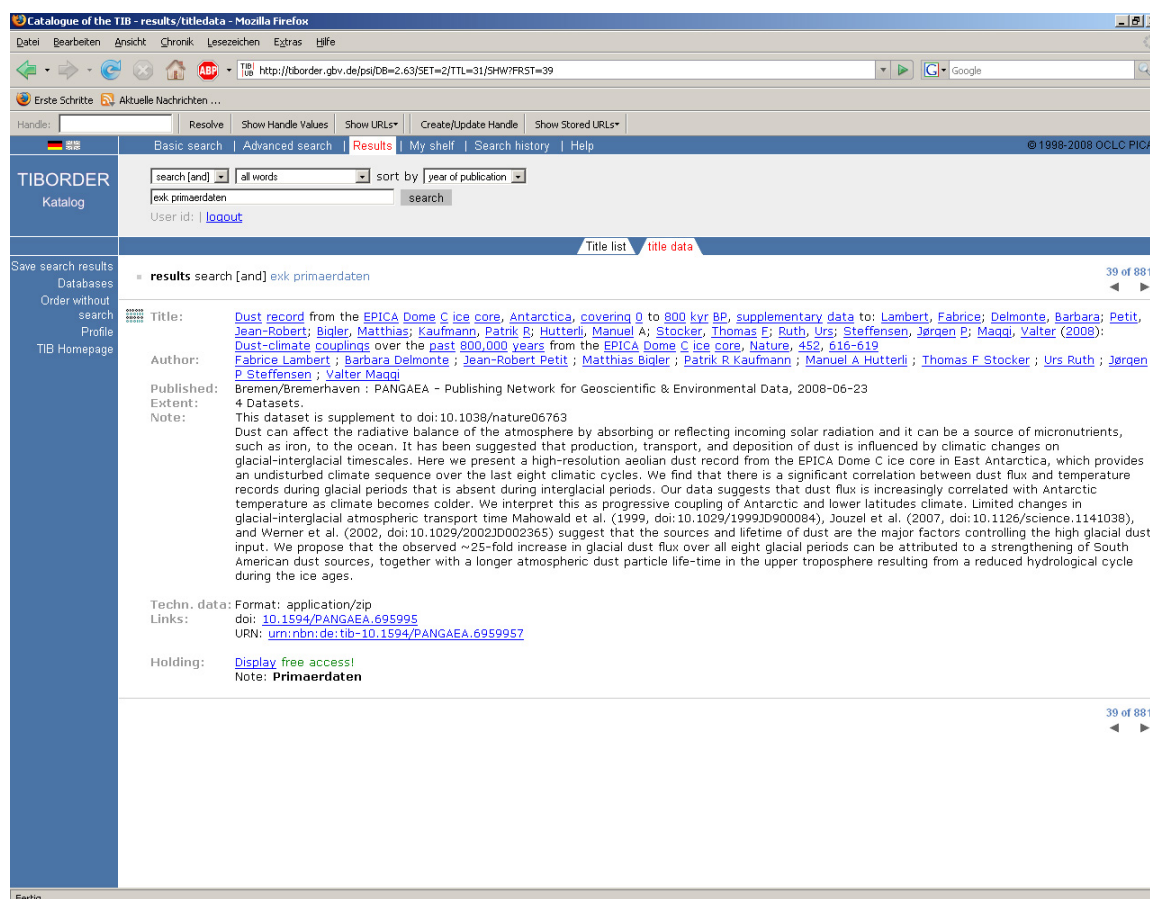 Catalogue of the TIB - results/titledata - Mozilla Firefox
Datei Bearbeiten Ansicht Chronik Lesezeichen Extras Hilfe
ABP TIB UB http://tiborder.gbv.de/psi/DB=2.63/SET=2/TTL=31/SHW?FRST=39 G Google
Erste Schritte Aktuelle Nachrichten ...
Handle: Resolve Show Handle Values Show URLs Create/Update Handle Show Stored URLs
Basic search | Advanced search | Results | My shelf | Search history | Help © 1998-2008 OCLC PICA
TIBORDER
Katalog
search [and] all words sort by year of publication
exk primaerdaten search
User id: | logout
Title list title data
Save search results
Databases
Order without search
Profile
TIB Homepage
results search [and] exk primaerdaten 39 of 881
Title: Dust record from the EPICA Dome C ice core, Antarctica, covering 0 to 800 kyr BP, supplementary data to: Lambert, Fabrice; Delmonte, Barbara; Petit,
Jean-Robert; Bigler, Matthias; Kaufmann, Patrik R; Hutterli, Manuel A; Stocker, Thomas F; Ruth, Urs; Steffensen, Jørgen P; Maggi, Valter (2008):
Dust-climate couplings over the past 800,000 years from the EPICA Dome C ice core, Nature, 452, 616-619
Author: Fabrice Lambert ; Barbara Delmonte ; Jean-Robert Petit ; Matthias Bigler ; Patrik R Kaufmann ; Manuel A Hutterli ; Thomas F Stocker ; Urs Ruth ; Jørgen
P Steffensen ; Valter Maggi
Published: Bremen/Bremerhaven : PANGAEA - Publishing Network for Geoscientific & Environmental Data, 2008-06-23
Extent: 4 Datasets.
Note: This dataset is supplement to doi:10.1038/nature06763
Dust can affect the radiative balance of the atmosphere by absorbing or reflecting incoming solar radiation and it can be a source of micronutrients,
such as iron, to the ocean. It has been suggested that production, transport, and deposition of dust is influenced by climatic changes on
glacial-interglacial timescales. Here we present a high-resolution aeolian dust record from the EPICA Dome C ice core in East Antarctica, which provides
an undisturbed climate sequence over the last eight climatic cycles. We find that there is a significant correlation between dust flux and temperature
records during glacial periods that is absent during interglacial periods. Our data suggests that dust flux is increasingly correlated with Antarctic
temperature as climate becomes colder. We interpret this as progressive coupling of Antarctic and lower latitudes climate. Limited changes in
glacial-interglacial atmospheric transport time Mahowald et al. (1999, doi:10.1029/1999JD900084), Jouzel et al. (2007, doi:10.1126/science.1141038),
and Werner et al. (2002, doi:10.1029/2002JD002365) suggest that the sources and lifetime of dust are the major factors controlling the high glacial dust
input. We propose that the observed ~25-fold increase in glacial dust flux over all eight glacial periods can be attributed to a strengthening of South
American dust sources, together with a longer atmospheric dust particle life-time in the upper troposphere resulting from a reduced hydrological cycle
during the ice ages.
Techn. data: Format: application/zip
Links: doi: 10.1594/PANGAEA.695995
URN: urn:nbn:de:tib-10.1594/PANGAEA.6959957
Holding: Display free access!
Note: Primaerdaten
39 of 881
Fertig